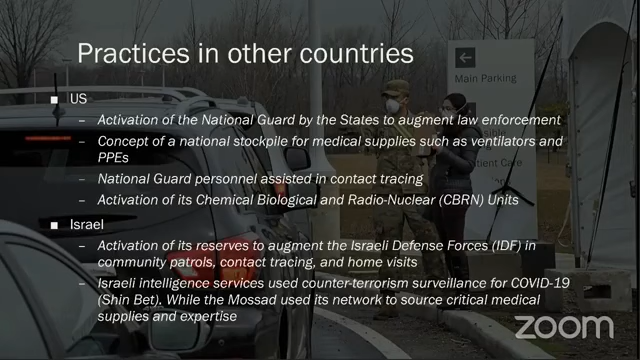 Practices in other countries
US
– Activation of the National Guard by the States to augment law enforcement
– Concept of a national stockpile for medical supplies such as ventilators and
PPEs
– National Guard personnel assisted in contact tracing
– Activation of its Chemical Biological and Radio-Nuclear (CBRN) Units
Israel
– Activation of its reserves to augment the Israeli Defense Forces (IDF) in
community patrols, contact tracing, and home visits
– Israeli intelligence services used counter-terrorism surveillance for COVID-19
(Shin Bet). While the Mossad used its network to source critical medical
supplies and expertise
Main Parking
Care
zoom